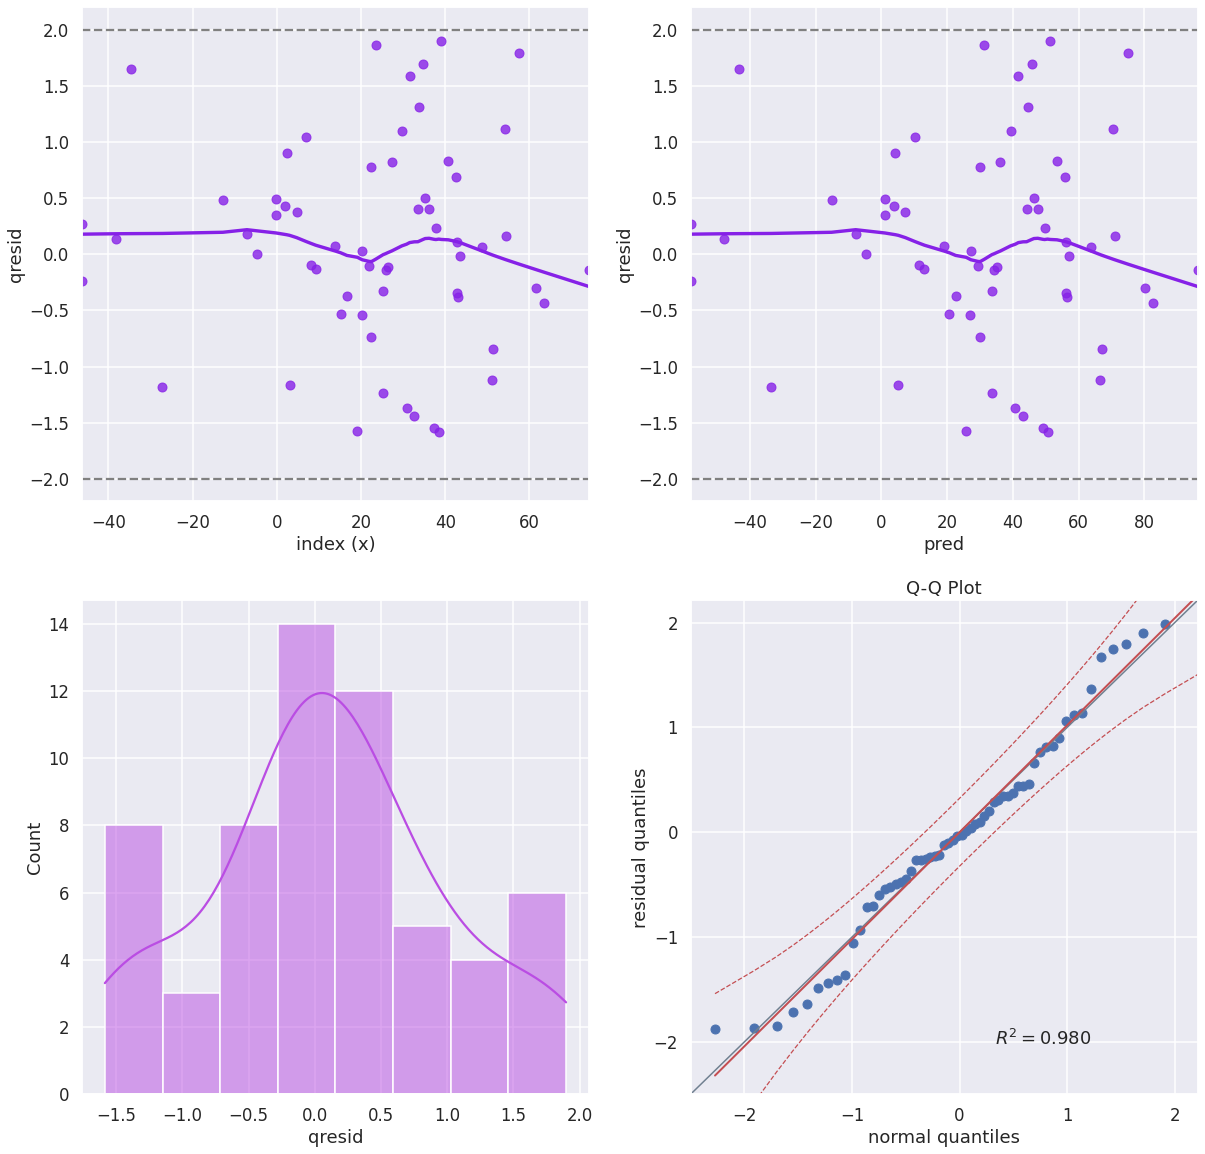 2.0
1.5
1.0
0.5
0.0
−0.5
−1.0
−1.5
−2.0
qresid
−40 −20 0 20 40 60
index (x)
2.0
1.5
1.0
0.5
0.0
−0.5
−1.0
−1.5
−2.0
qresid
−40 −20 0 20 40 60 80
pred
14
12
10
8
6
4
2
0
Count
−1.5 −1.0 −0.5 0.0 0.5 1.0 1.5 2.0
qresid
Q-Q Plot
2
1
0
−1
−2
residual quantiles
R² = 0.980
−2 −1 0 1 2
normal quantiles